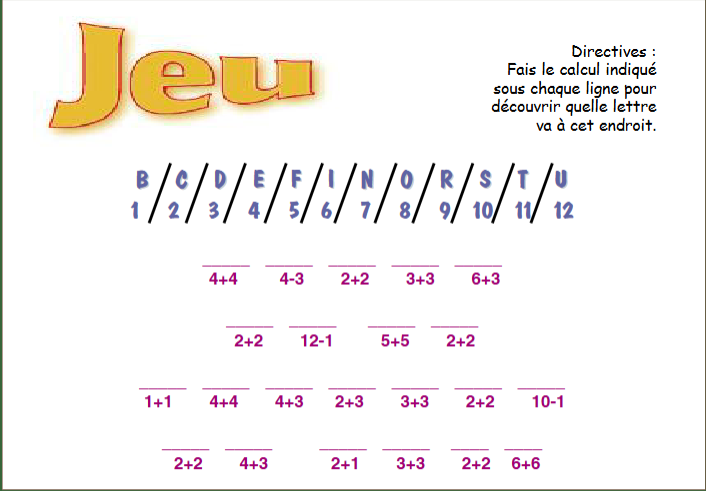 Jeu
Directives :
Fais le calcul indiqué
sous chaque ligne pour
découvrir quelle lettre
va à cet endroit.
B / C / D / E / F / I / N / O / R / S / T / U
1 / 2 / 3 / 4 / 5 / 6 / 7 / 8 / 9 / 10 / 11 / 12
4+4 4-3 2+2 3+3 6+3
2+2 12-1 5+5 2+2
1+1 4+4 4+3 2+3 3+3 2+2 10-1
2+2 4+3 2+1 3+3 2+2 6+6